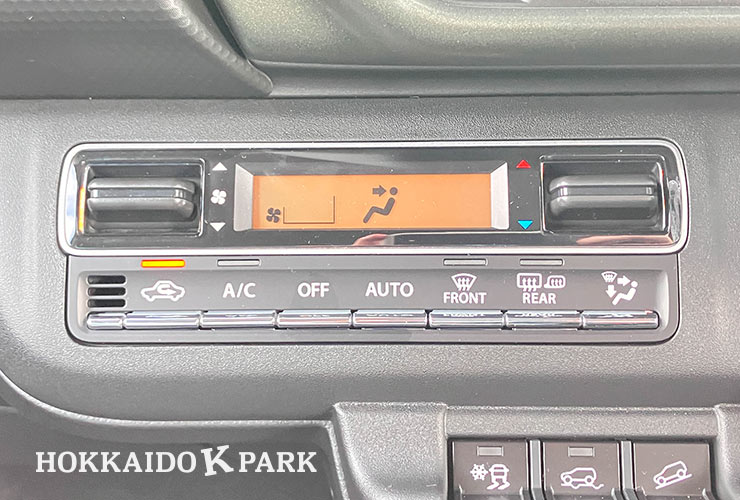 A/C
OFF
AUTO
FRONT
REAR
HOKKAIDO K PARK